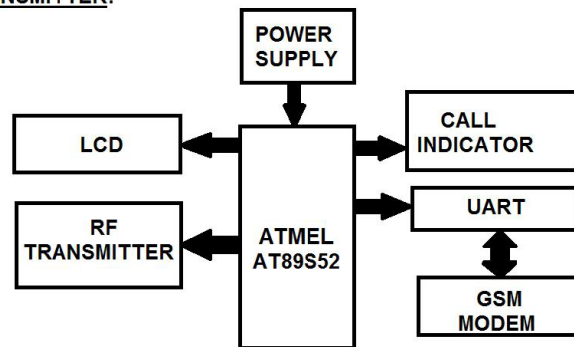 POWER
SUPPLY
LCD
CALL
INDICATOR
RF
TRANSMITTER
ATMEL
AT89S52
UART
GSM
MODEM